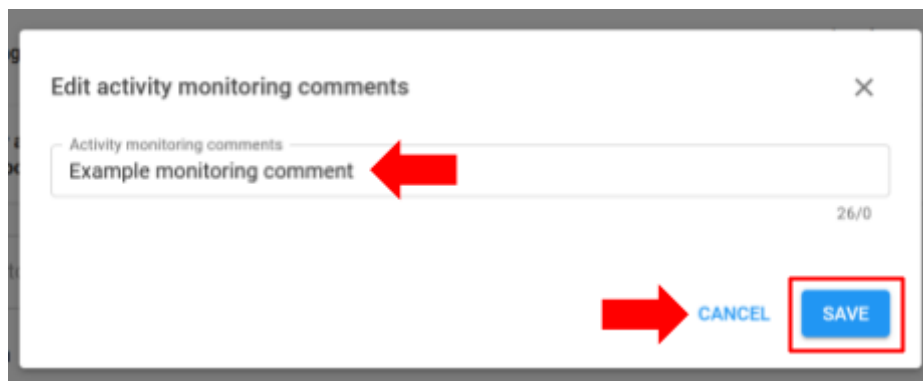 Edit activity monitoring comments
Activity monitoring comments
Example monitoring comment
26/0
CANCEL
SAVE